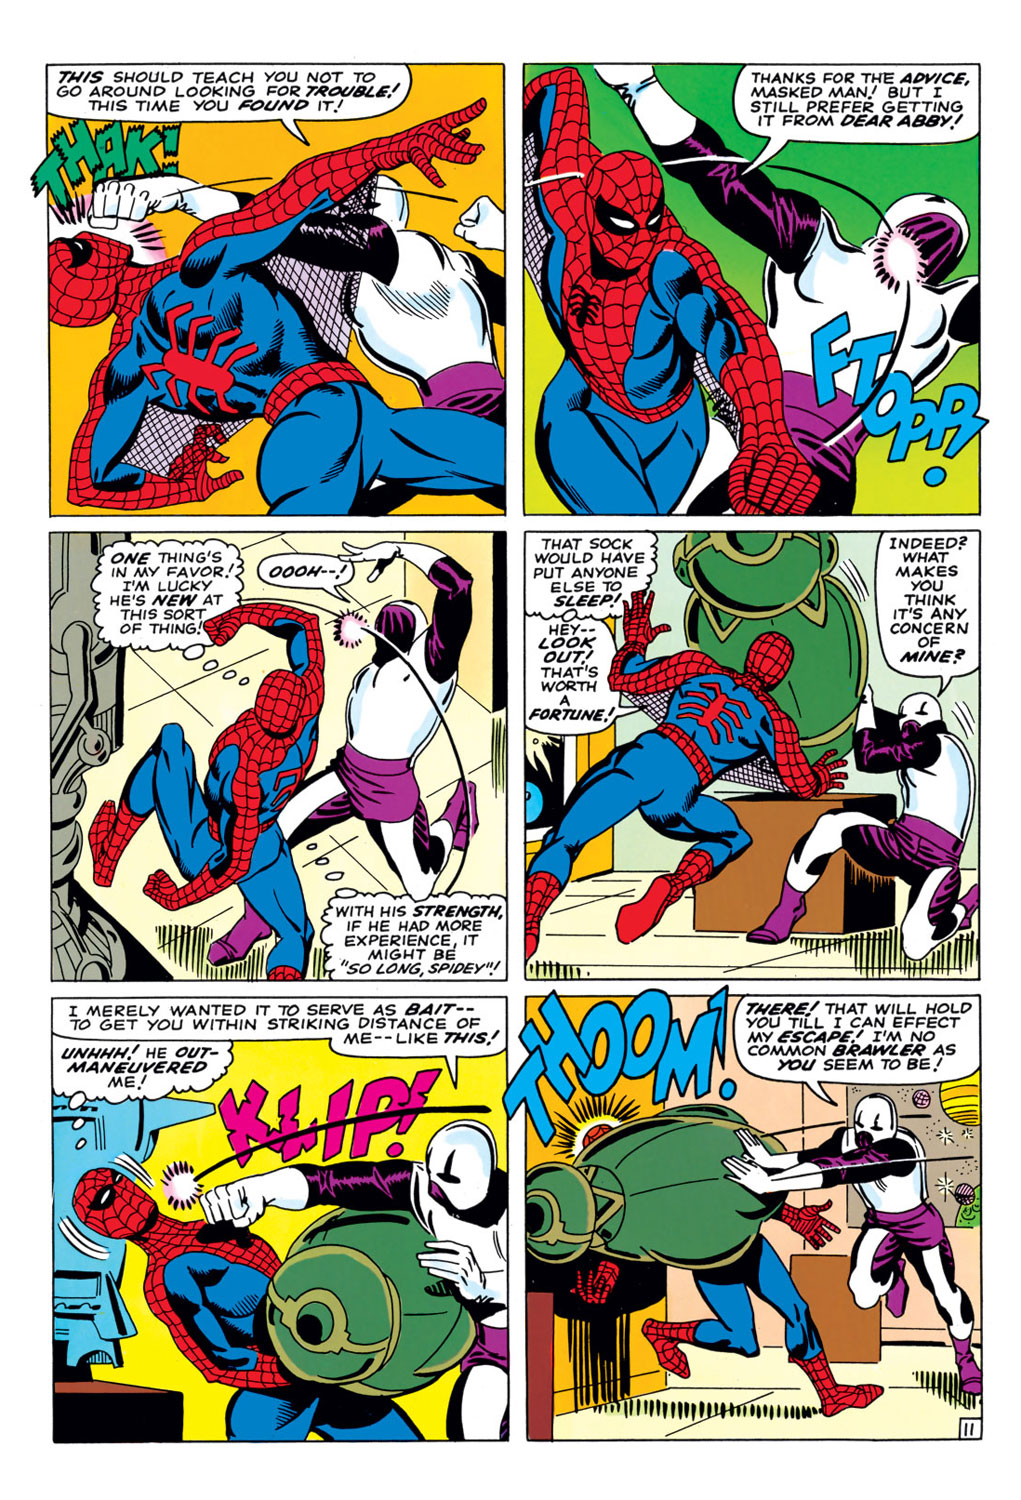 THIS SHOULD TEACH YOU NOT TO
GO AROUND LOOKING FOR TROUBLE!
THIS TIME YOU FOUND IT!
THAK!
THANKS FOR THE ADVICE,
MASKED MAN! BUT I
STILL PREFER GETTING
IT FROM DEAR ABBY!
FTOPP!
ONE THING'S
IN MY FAVOR!
I'M LUCKY
HE'S NEW AT
THIS SORT
OF THING!
OOOH--!
WITH HIS STRENGTH,
IF HE HAD MORE
EXPERIENCE, IT
MIGHT BE
"SO LONG, SPIDEY"!
THAT SOCK
WOULD HAVE
PUT ANYONE
ELSE TO
SLEEP!
HEY--
LOOK
OUT!
THAT'S
WORTH
A
FORTUNE!
INDEED?
WHAT
MAKES
YOU
THINK
IT'S ANY
CONCERN
OF
MINE?
I MERELY WANTED IT TO SERVE AS BAIT--
TO GET YOU WITHIN STRIKING DISTANCE OF
ME--LIKE THIS!
UNHHH! HE OUT-
MANEUVERED
ME!
KLIP!
THOOM!
THERE! THAT WILL HOLD
YOU TILL I CAN EFFECT
MY ESCAPE! I'M NO
COMMON BRAWLER AS
YOU SEEM TO BE!
11